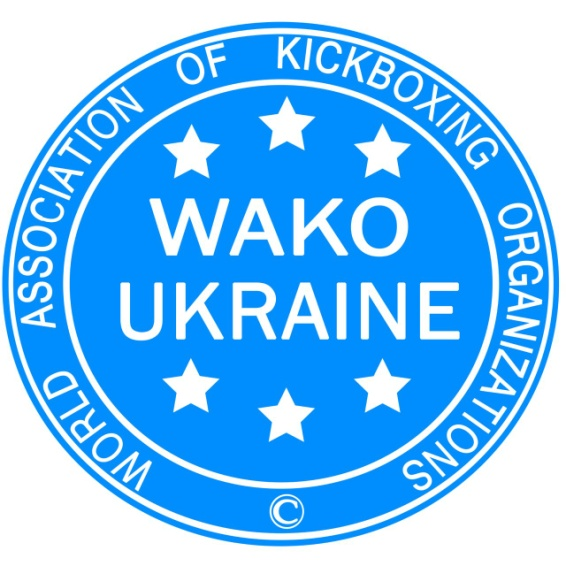 WORLD ASSOCIATION OF KICKBOXING ORGANIZATIONS
WAKO
UKRAINE
©